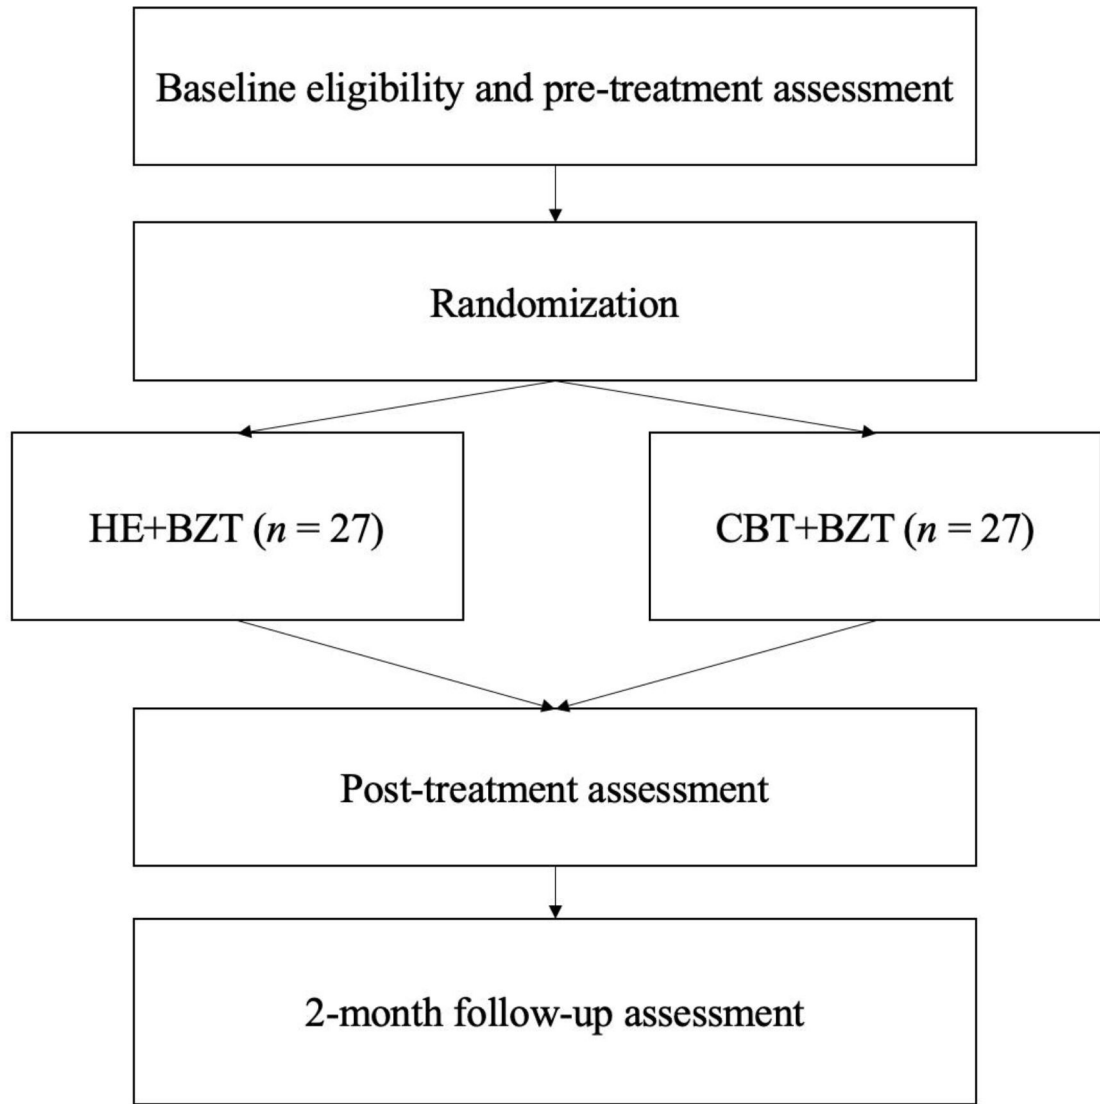 Baseline eligibility and pre-treatment assessment
Randomization
HE+BZT (n = 27)
CBT+BZT (n = 27)
Post-treatment assessment
2-month follow-up assessment